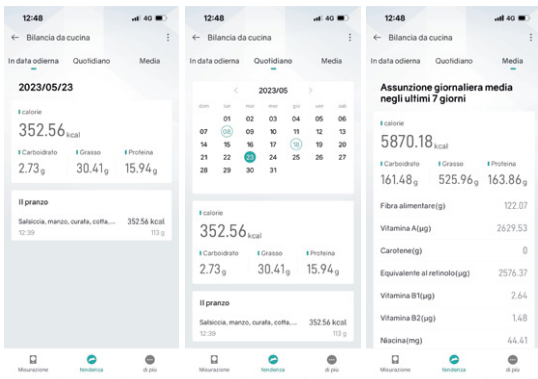 12:48
4G
Bilancia da cucina
In data odierna Quotidiano Media
2023/05/23
calorie
352.56 kcal
Carboidrato Grasso Proteina
2.73 g 30.41 g 15.94 g
Il pranzo
Salsiccia, manzo, curata, cotta,... 352.56 kcal
12:39 113 g
Misurazione Tendenza di più
12:48
4G
Bilancia da cucina
In data odierna Quotidiano Media
2023/05
dom lun mar mer gio ven sab
01 02 03 04 05 06
07 08 09 10 11 12 13
14 15 16 17 18 19 20
21 22 23 24 25 26 27
28 29 30 31
calorie
352.56 kcal
Carboidrato Grasso Proteina
2.73 g 30.41 g 15.94 g
Il pranzo
Salsiccia, manzo, curata, cotta,... 352.56 kcal
12:39 113 g
Misurazione Tendenza di più
12:48
4G
Bilancia da cucina
In data odierna Quotidiano Media
Assunzione giornaliera media
negli ultimi 7 giorni
calorie
5870.18 kcal
Carboidrato Grasso Proteina
161.48 g 525.96 g 163.86 g
Fibra alimentare(g) 122.07
Vitamina A(µg) 2629.53
Carotene(g) 0
Equivalente al retinolo(µg) 2576.37
Vitamina B1(µg) 2.64
Vitamina B2(µg) 1.48
Niacina(mg) 44.41
Misurazione Tendenza di più